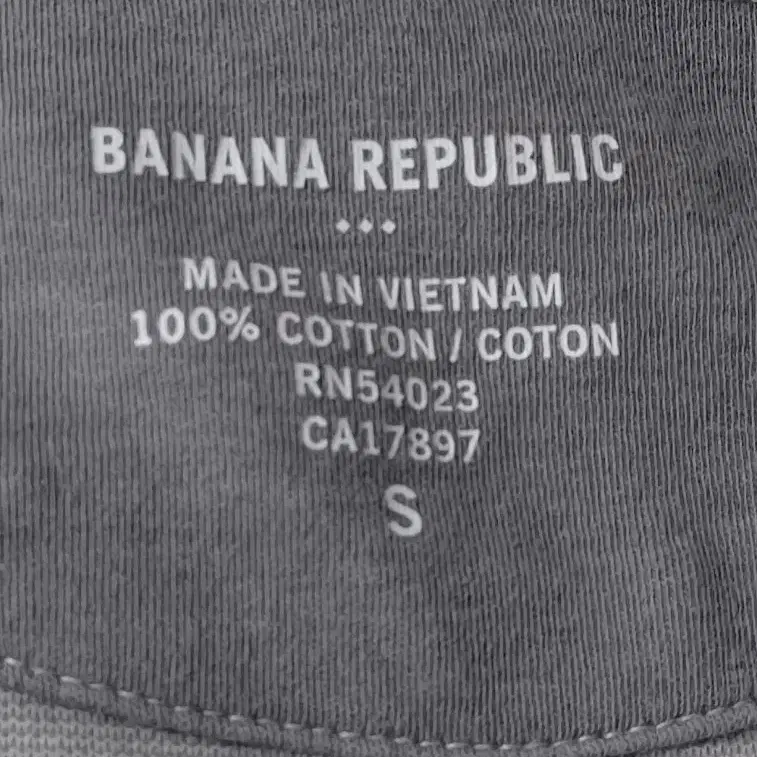 BANANA REPUBLIC
MADE IN VIETNAM
100% COTTON / COTON
RN54023
CA17897
S